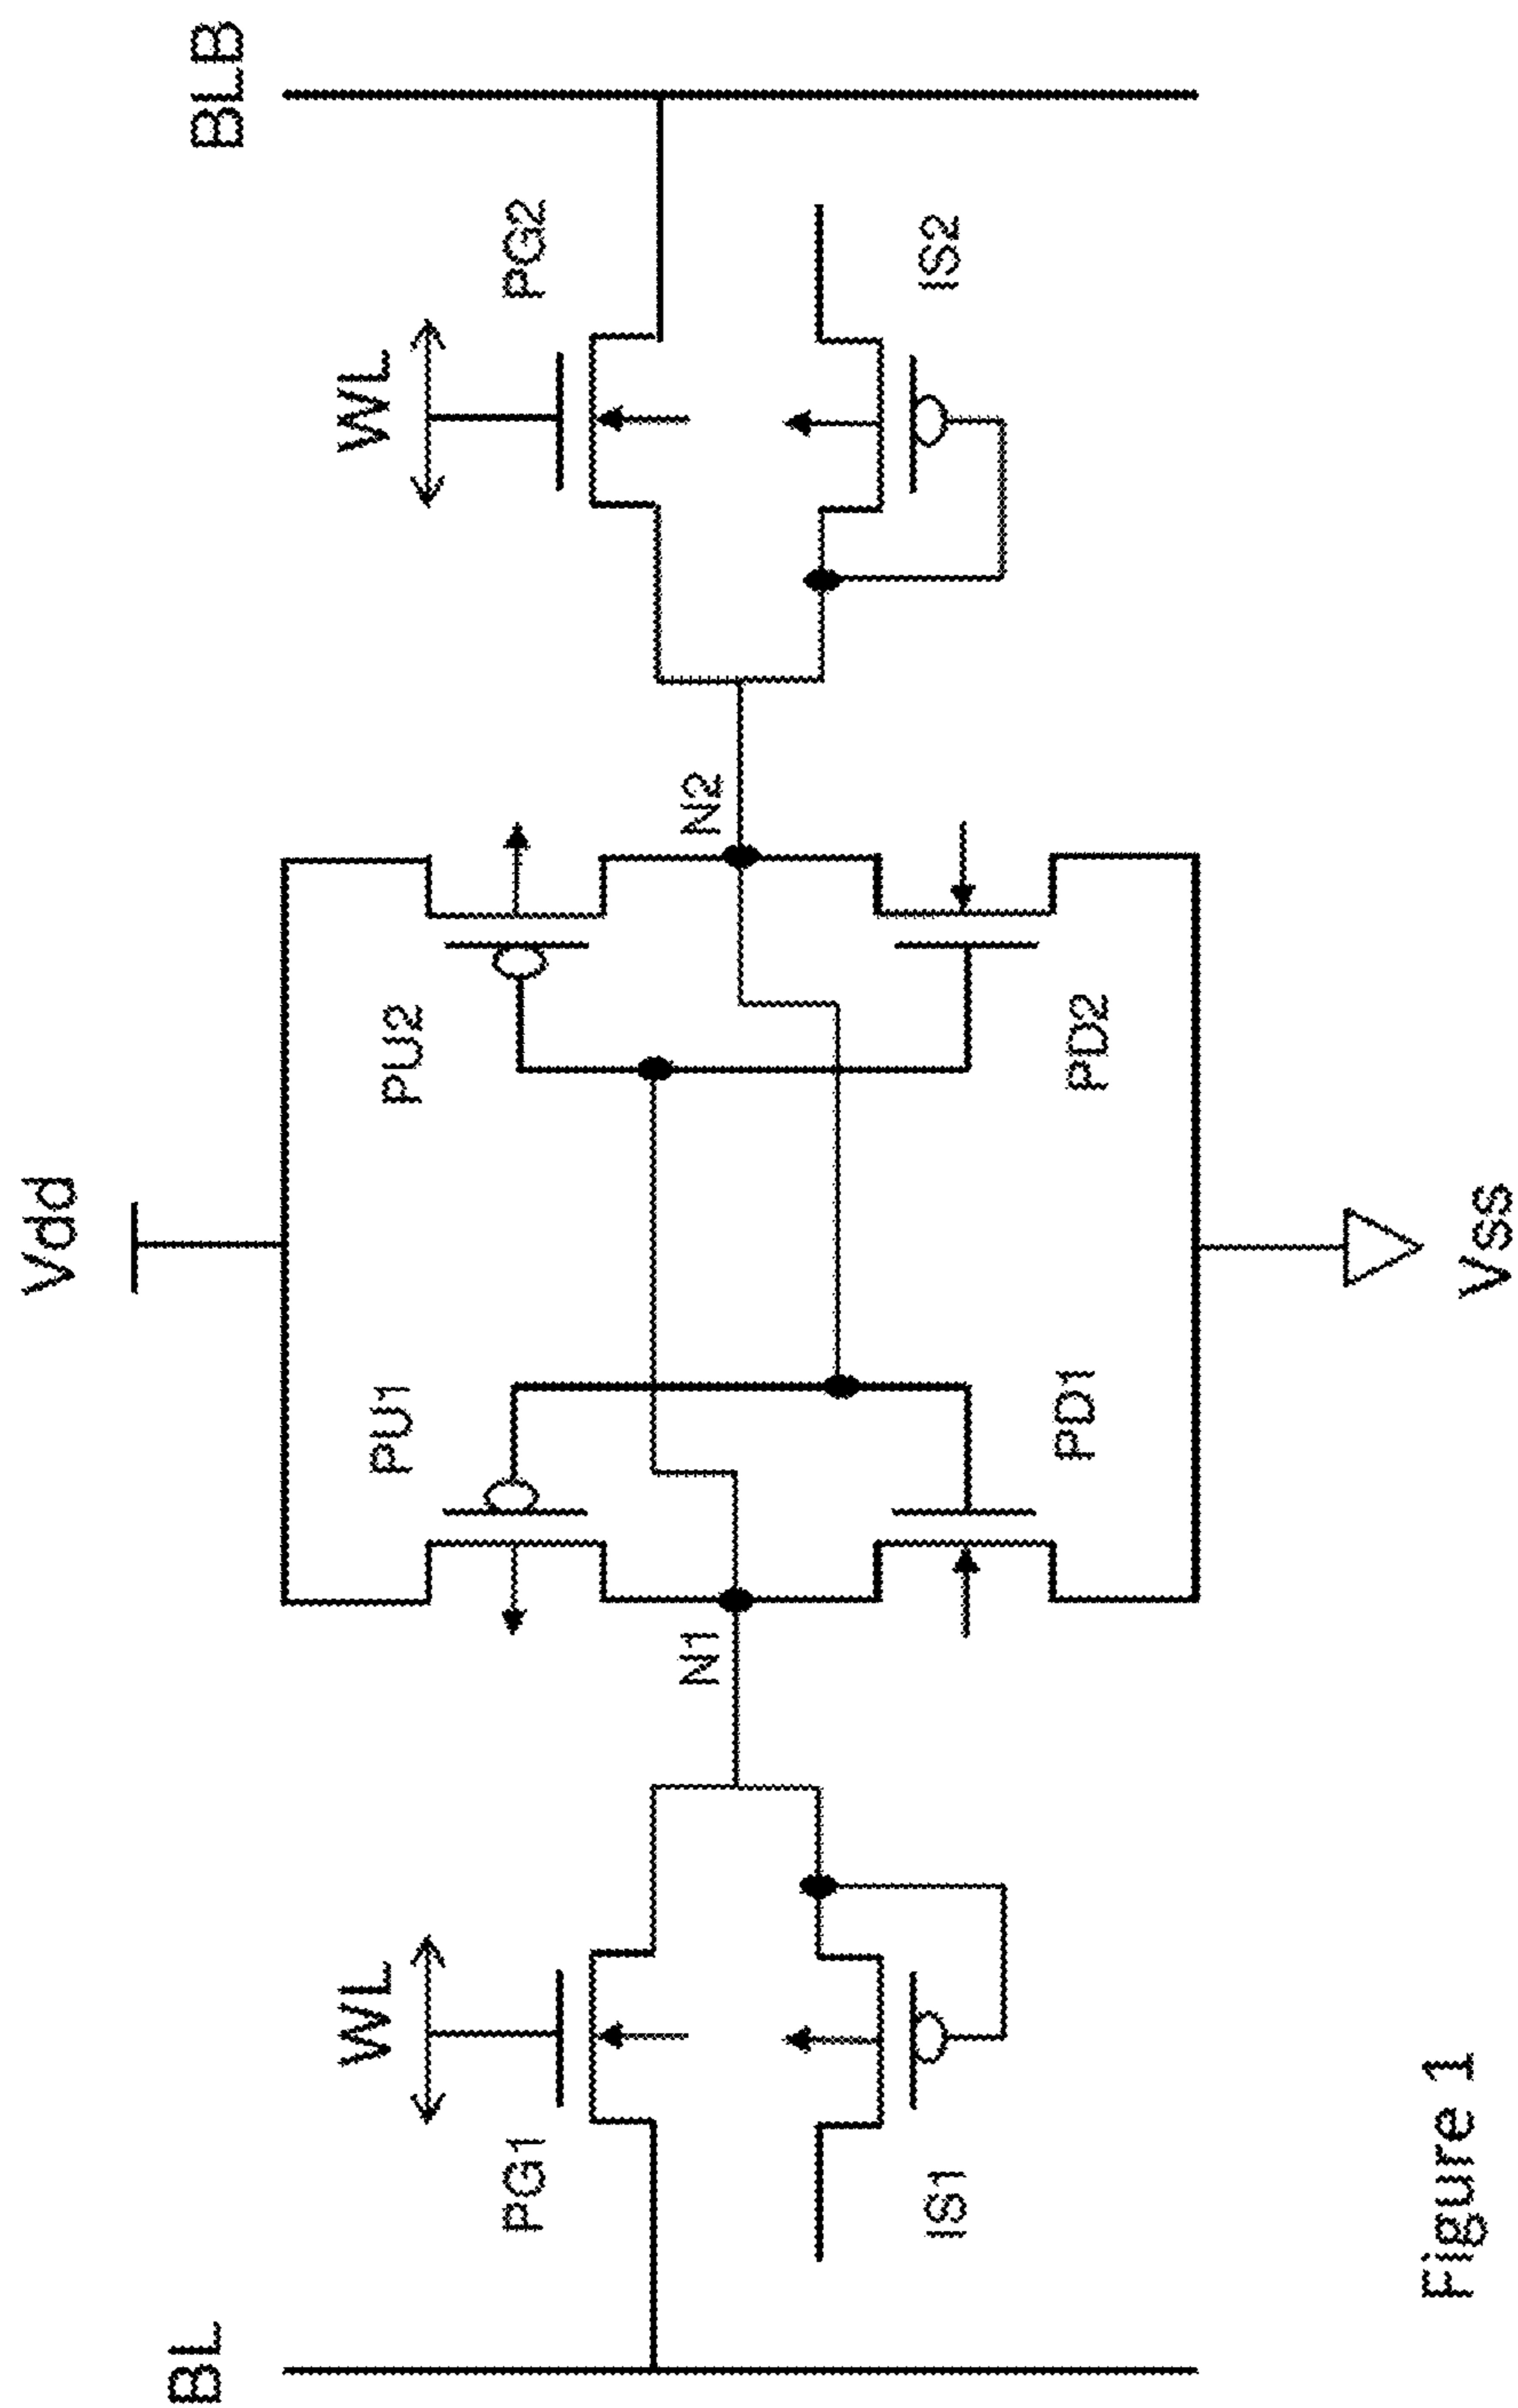 Vdd
BL
BLB
WL
WL
PU1
PU2
PG1
PG2
N1
N2
IS1
IS2
PD1
PD2
Vss
Figure 1